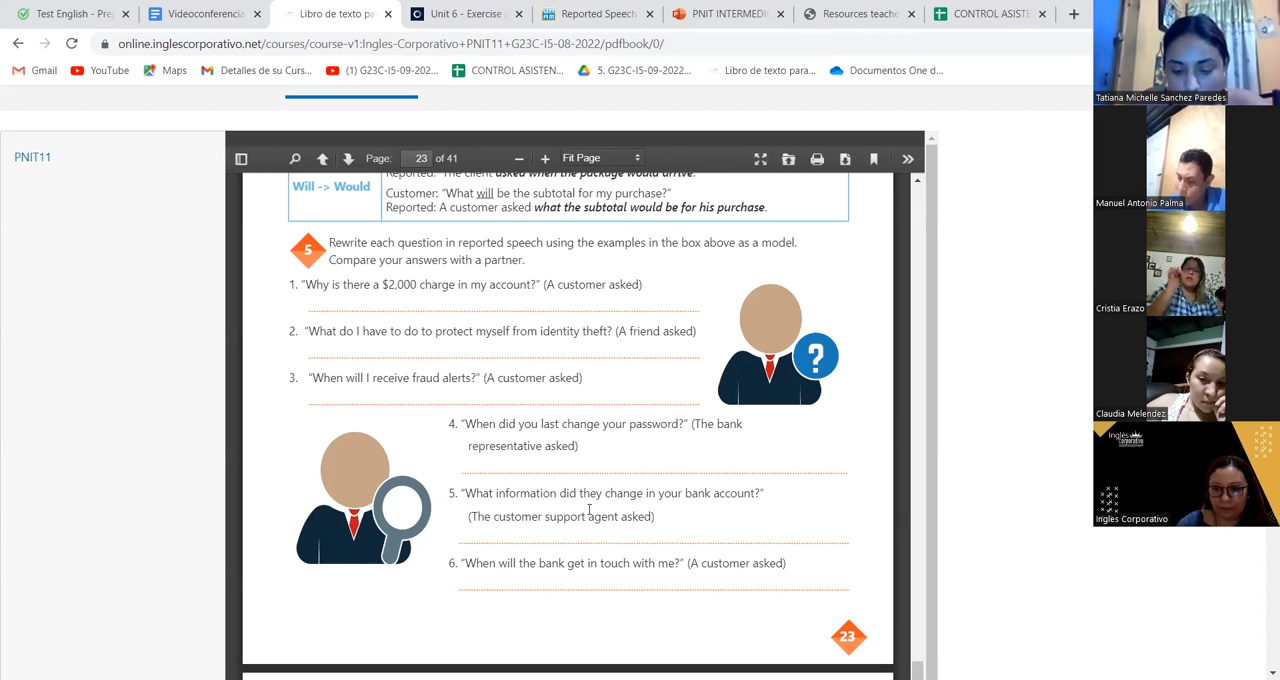 Test English - Prep
Videoconferencia
Libro de texto pa
Unit 6 - Exercise
Reported Speech
PNIT INTERMEDI
Resources teache
CONTROL ASISTE
online.inglescorporativo.net/courses/course-v1:Ingles-Corporativo+PNIT11+G23C-I5-08-2022/pdfbook/0/
Gmail
YouTube
Maps
Detalles de su Curs...
(1) G23C-I5-09-202...
CONTROL ASISTEN...
5. G23C-I5-09-2022...
Libro de texto para...
Documentos One d...
PNIT11
Page: 23 of 41
Fit Page
Reported: The client asked when the package would arrive.
Will -> Would
Customer: "What will be the subtotal for my purchase?"
Reported: A customer asked what the subtotal would be for his purchase.
5
Rewrite each question in reported speech using the examples in the box above as a model.
Compare your answers with a partner.
1. "Why is there a $2,000 charge in my account?" (A customer asked)
2. "What do I have to do to protect myself from identity theft? (A friend asked)
3. "When will I receive fraud alerts?" (A customer asked)
?
4. "When did you last change your password?" (The bank
representative asked)
5. "What information did they change in your bank account?"
(The customer support agent asked)
6. "When will the bank get in touch with me?" (A customer asked)
23
Tatiana Michelle Sanchez Paredes
Manuel Antonio Palma
Cristia Erazo
Claudia Melendez
Inglés
Corporativo
Ingles Corporativo